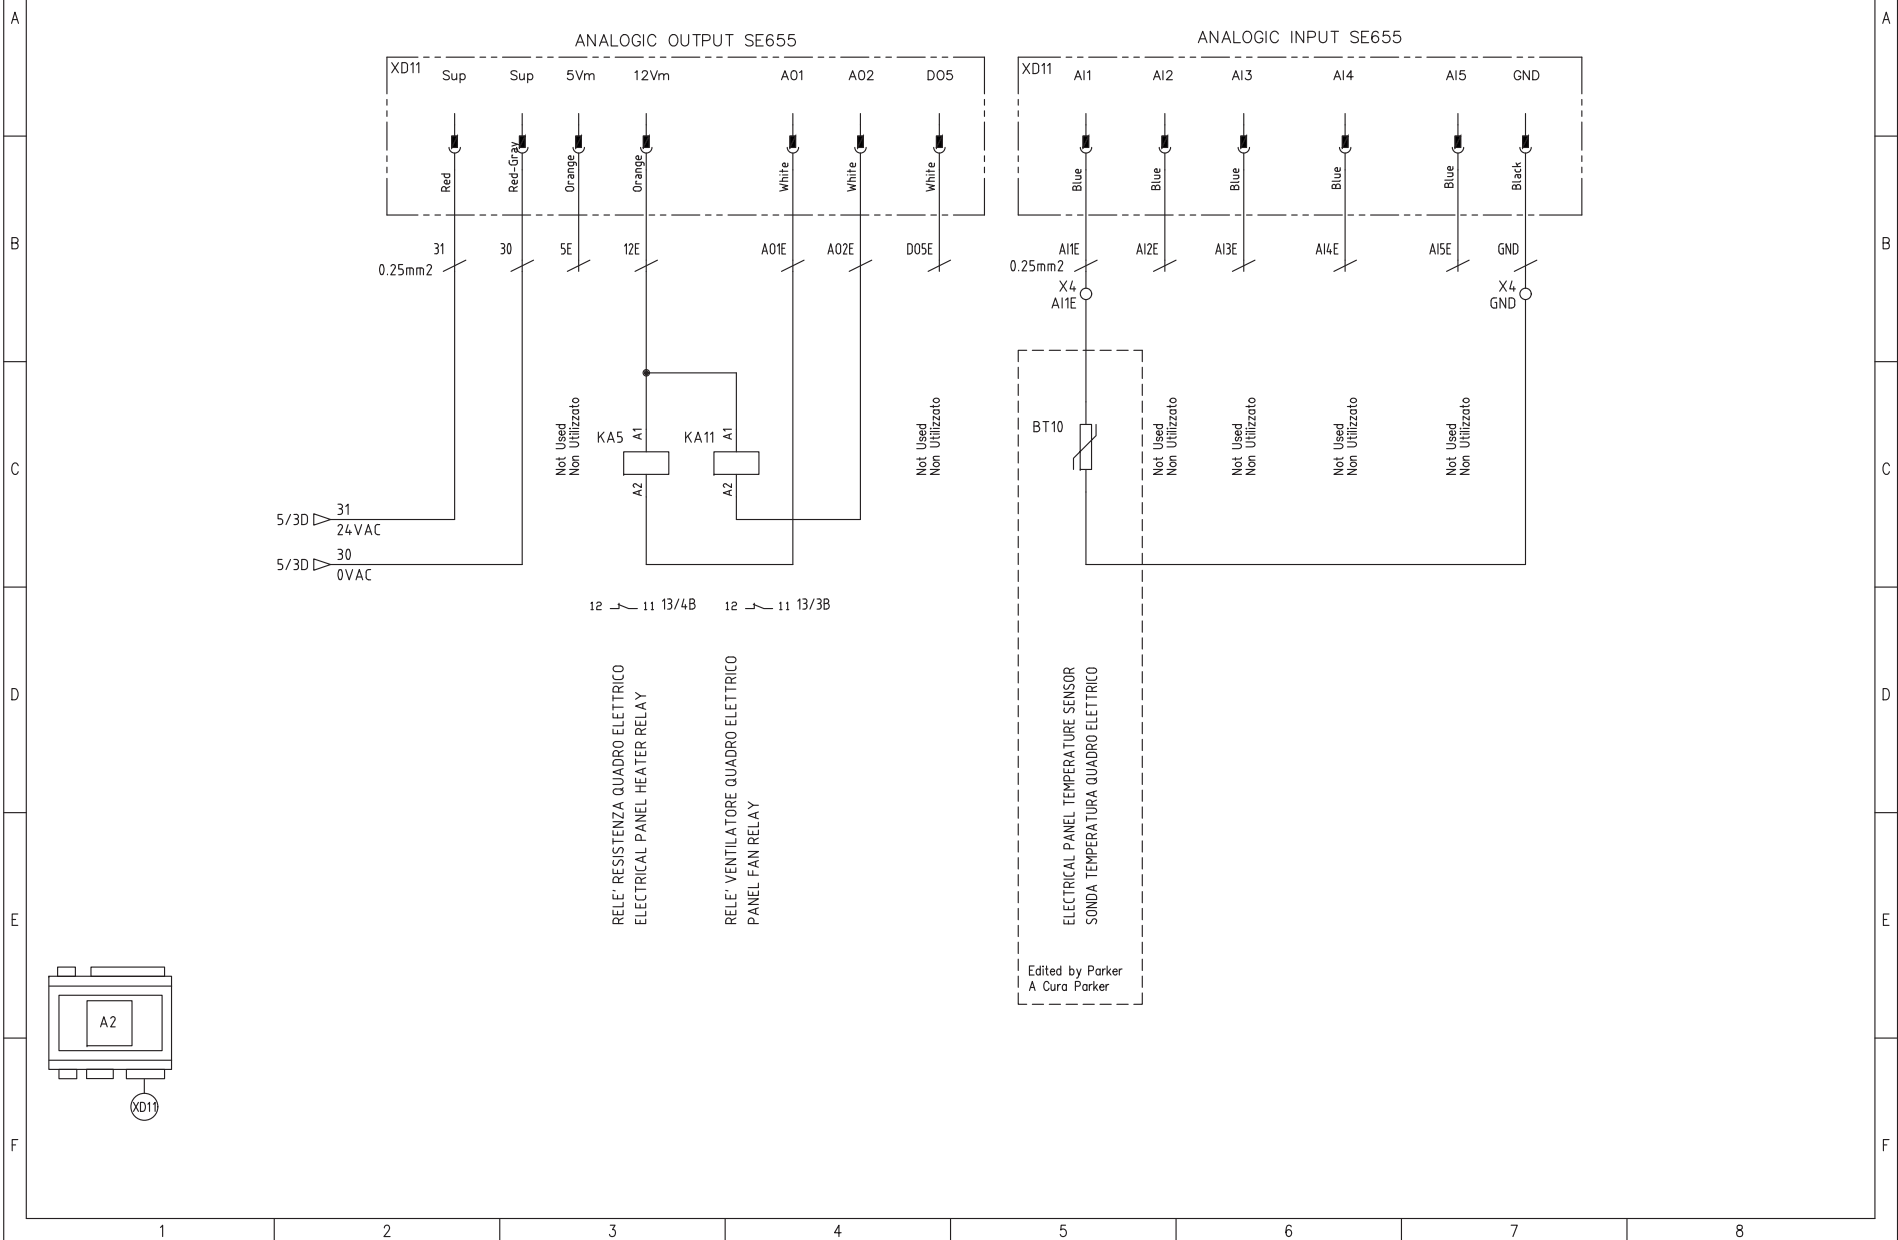 A
A
ANALOGIC OUTPUT SE655
ANALOGIC INPUT SE655
XD11
Sup
Sup
5Vm
12Vm
AO1
AO2
DO5
XD11
AI1
AI2
AI3
AI4
AI5
GND
Red
Red-Gray
Orange
Orange
White
White
White
Blue
Blue
Blue
Blue
Blue
Black
B
B
31
30
5E
12E
AO1E
AO2E
DO5E
AI1E
AI2E
AI3E
AI4E
AI5E
GND
0.25mm2
0.25mm2
X4
AI1E
X4
GND
Not Used
Non Utilizzato
KA5
A1
A2
KA11
A1
A2
Not Used
Non Utilizzato
BT10
Not Used
Non Utilizzato
Not Used
Non Utilizzato
Not Used
Non Utilizzato
Not Used
Non Utilizzato
C
C
5/3D
31
24VAC
5/3D
30
0VAC
12
11 13/4B
12
11 13/3B
D
D
RELE' RESISTENZA QUADRO ELETTRICO
ELECTRICAL PANEL HEATER RELAY
RELE' VENTILATORE QUADRO ELETTRICO
PANEL FAN RELAY
ELECTRICAL PANEL TEMPERATURE SENSOR
SONDA TEMPERATURA QUADRO ELETTRICO
E
E
Edited by Parker
A Cura Parker
A2
XD11
F
F
1
2
3
4
5
6
7
8